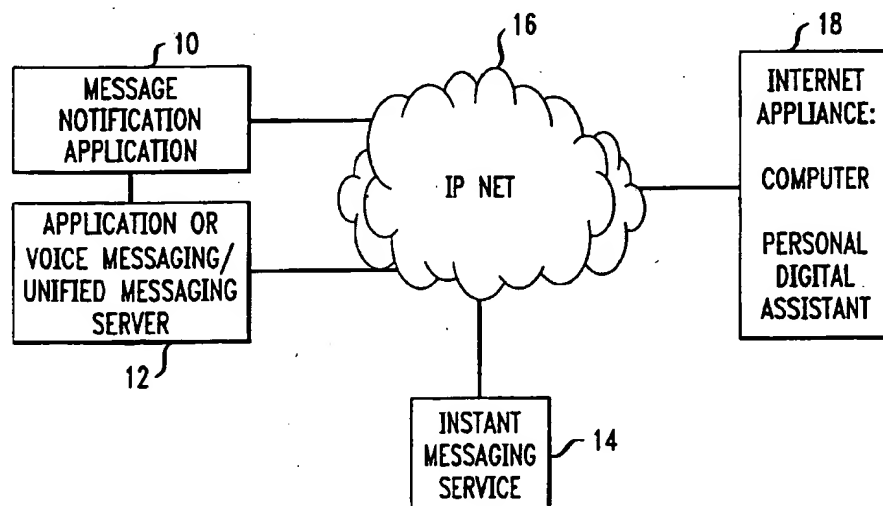 10
MESSAGE
NOTIFICATION
APPLICATION
APPLICATION OR
VOICE MESSAGING/
UNIFIED MESSAGING
SERVER
12
16
IP NET
INSTANT
MESSAGING
SERVICE
14
18
INTERNET
APPLIANCE:
COMPUTER
PERSONAL
DIGITAL
ASSISTANT